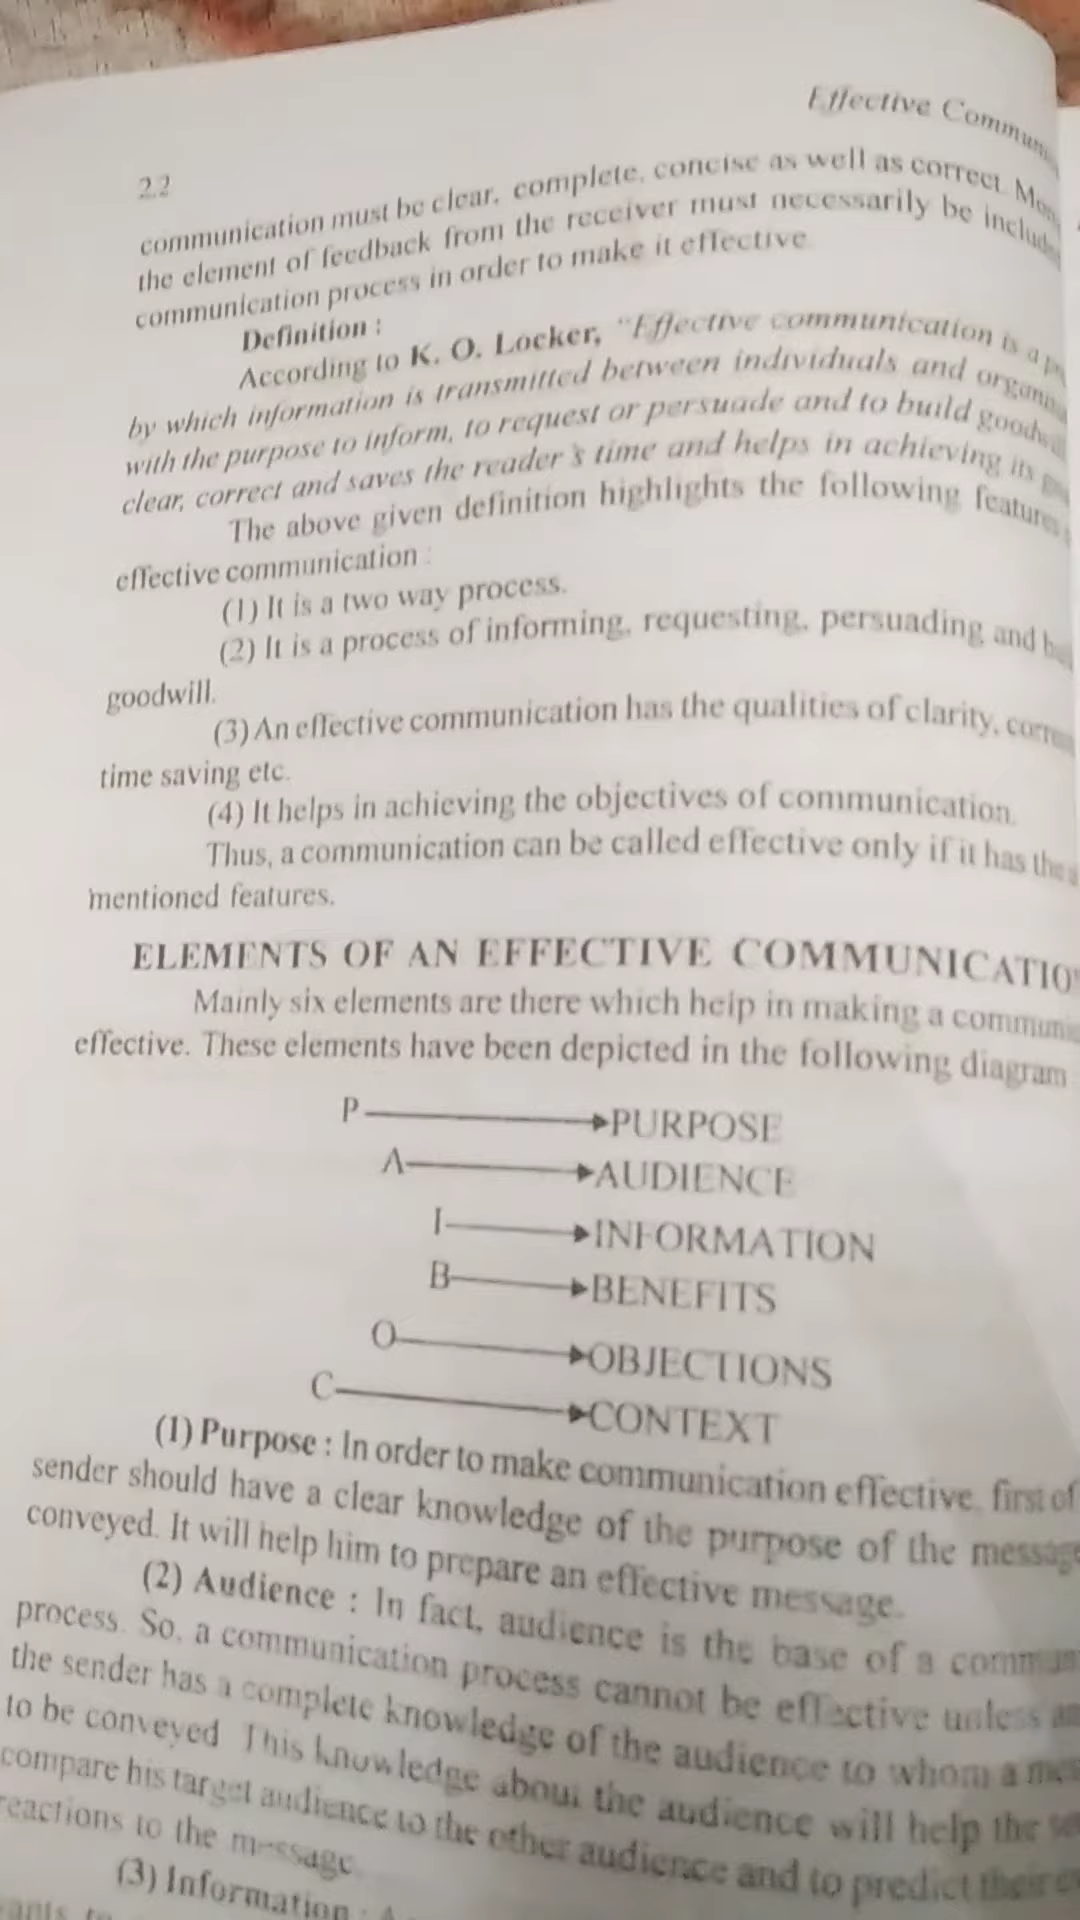 Effective
2.2
communication must be clear, complete, concise as well as correct.
the element of feedback from the receiver must necessarily be
communication process in order to make it effective
Definition :
According to K. O. Locker, "Effective communication is a
by which information is transmitted between individuals and
with the purpose to inform, to request or persuade and to build
clear, correct and saves the reader's time and helps in achieving its
The above given definition highlights the following
effective communication :
(1) It is a two way process.
(2) It is a process of informing, requesting, persuading and
goodwill.
(3) An effective communication has the qualities of clarity,
time saving etc.
(4) It helps in achieving the objectives of communication.
Thus, a communication can be called effective only if it has the
mentioned features.
ELEMENTS OF AN EFFECTIVE
Mainly six elements are there which help in making a
effective. These elements have been depicted in the following diagram
P PURPOSE
A AUDIENCE
I INFORMATION
B BENEFITS
O OBJECTIONS
C CONTEXT
(1) Purpose : In order to make communication effective, first of
sender should have a clear knowledge of the purpose of the
conveyed. It will help him to prepare an effective message.
(2) Audience : In fact, audience is the base of a
process. So, a communication process cannot be effective unless
the sender has a complete knowledge of the audience to whom a
to be conveyed This knowledge about the audience will help the
compare his target audience to the other audience and to predict their
reactions to the message.
(3) Information :